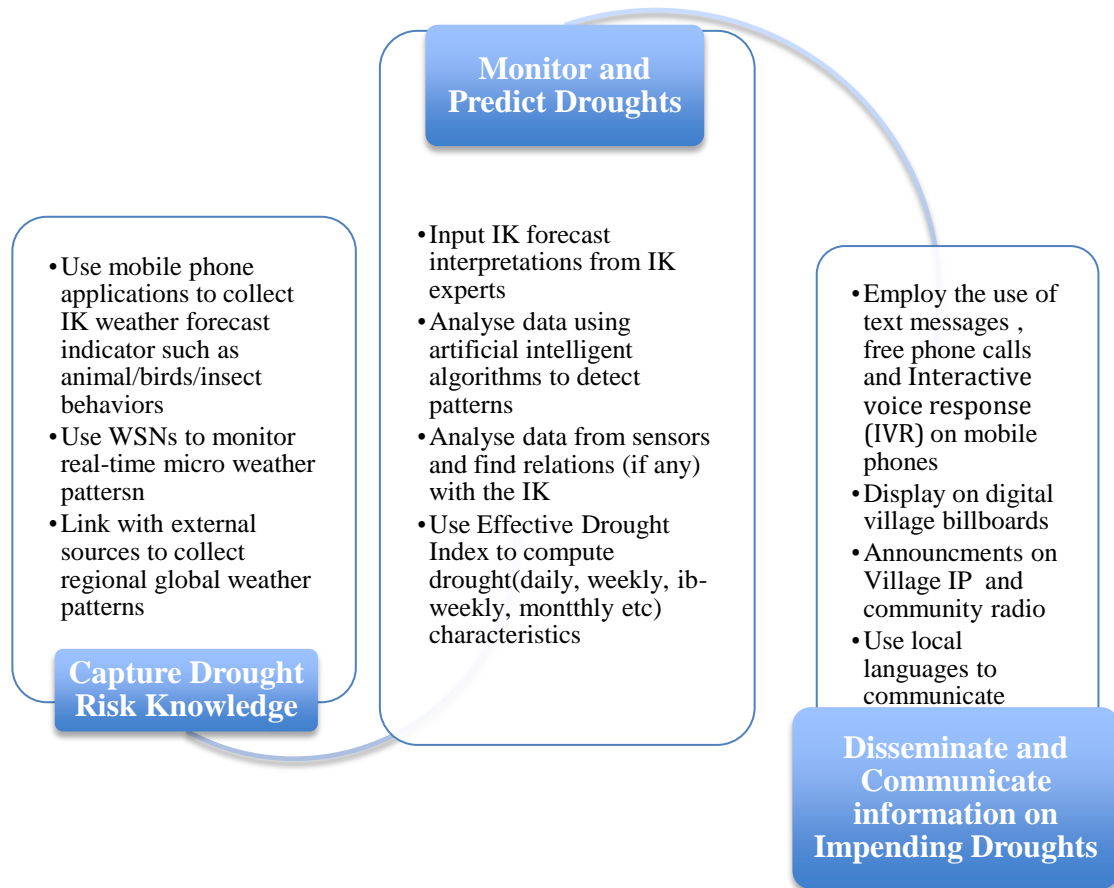 •Use mobile phone
applications to collect
IK weather forecast
indicator such as
animal/birds/insect
behaviors
•Use WSNs to monitor
real-time micro weather
pattersn
•Link with external
sources to collect
regional global weather
patterns
Capture Drought
Risk Knowledge
Monitor and
Predict Droughts
•Input IK forecast
interpretations from IK
experts
•Analyse data using
artificial intelligent
algorithms to detect
patterns
•Analyse data from sensors
and find relations (if any)
with the IK
•Use Effective Drought
Index to compute
drought(daily, weekly, ib-
weekly, montthly etc)
characteristics
•Employ the use of
text messages ,
free phone calls
and Interactive
voice response
(IVR) on mobile
phones
•Display on digital
village billboards
•Announcments on
Village IP and
community radio
•Use local
languages to
communicate
Disseminate and
Communicate
information on
Impending Droughts